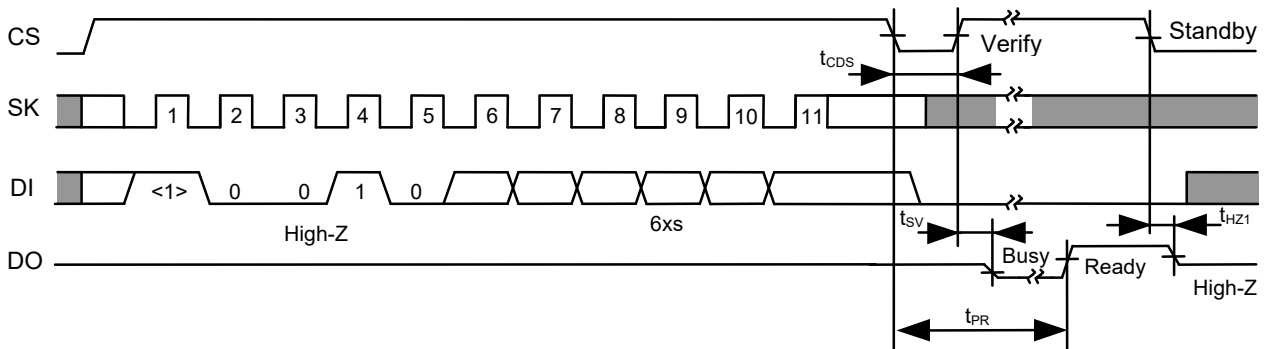 CS Verify Standby
tCDS
SK 1 2 3 4 5 6 7 8 9 10 11
DI <1> 0 0 1 0
High-Z 6xs tSV tHZ1
DO Busy Ready
High-Z
tPR